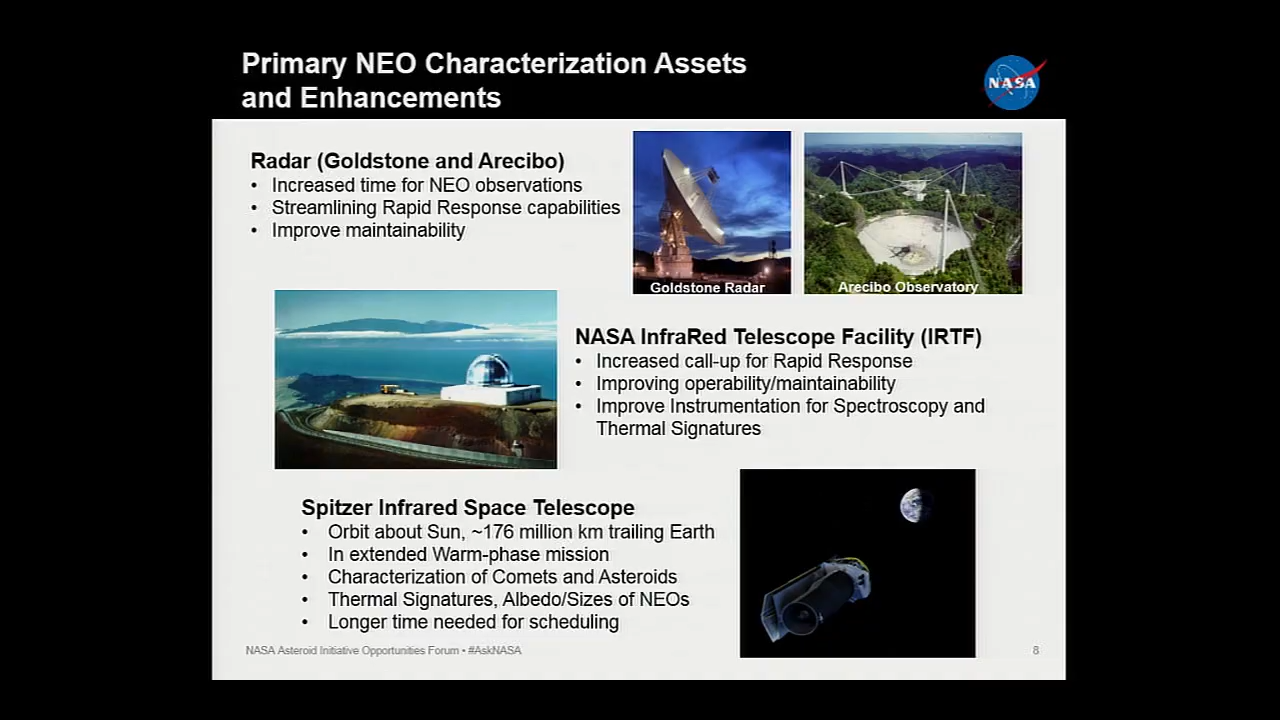 Primary NEO Characterization Assets
and Enhancements
NASA
Radar (Goldstone and Arecibo)
• Increased time for NEO observations
• Streamlining Rapid Response capabilities
• Improve maintainability
Goldstone Radar
Arecibo Observatory
NASA InfraRed Telescope Facility (IRTF)
• Increased call-up for Rapid Response
• Improving operability/maintainability
• Improve Instrumentation for Spectroscopy and
Thermal Signatures
Spitzer Infrared Space Telescope
• Orbit about Sun, ~176 million km trailing Earth
• In extended Warm-phase mission
• Characterization of Comets and Asteroids
• Thermal Signatures, Albedo/Sizes of NEOs
• Longer time needed for scheduling
NASA Asteroid Initiative Opportunities Forum • #AskNASA
8